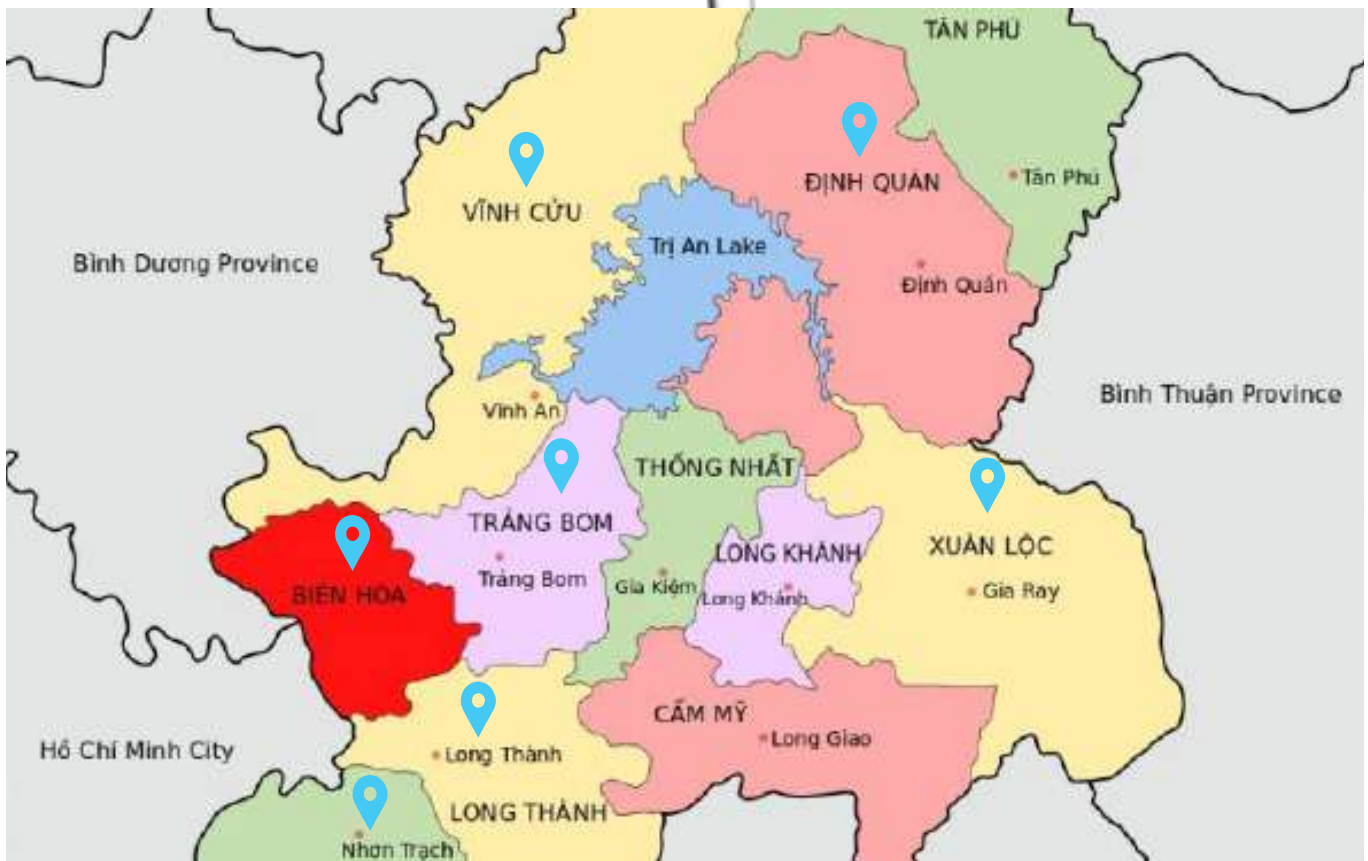 TÂN PHÚ
ĐỊNH QUÁN
Tân Phú
VĨNH CỬU
Trị An Lake
Bình Dương Province
Định Quán
Bình Thuận Province
Vĩnh An
THỐNG NHẤT
TRẢNG BOM
LONG KHÁNH
XUÂN LỘC
Trảng Bom
Gia Kiệm
Long Khánh
Gia Ray
BIÊN HÒA
CẨM MỸ
Long Giao
Hồ Chí Minh City
Long Thành
LONG THÀNH
Nhơn Trạch